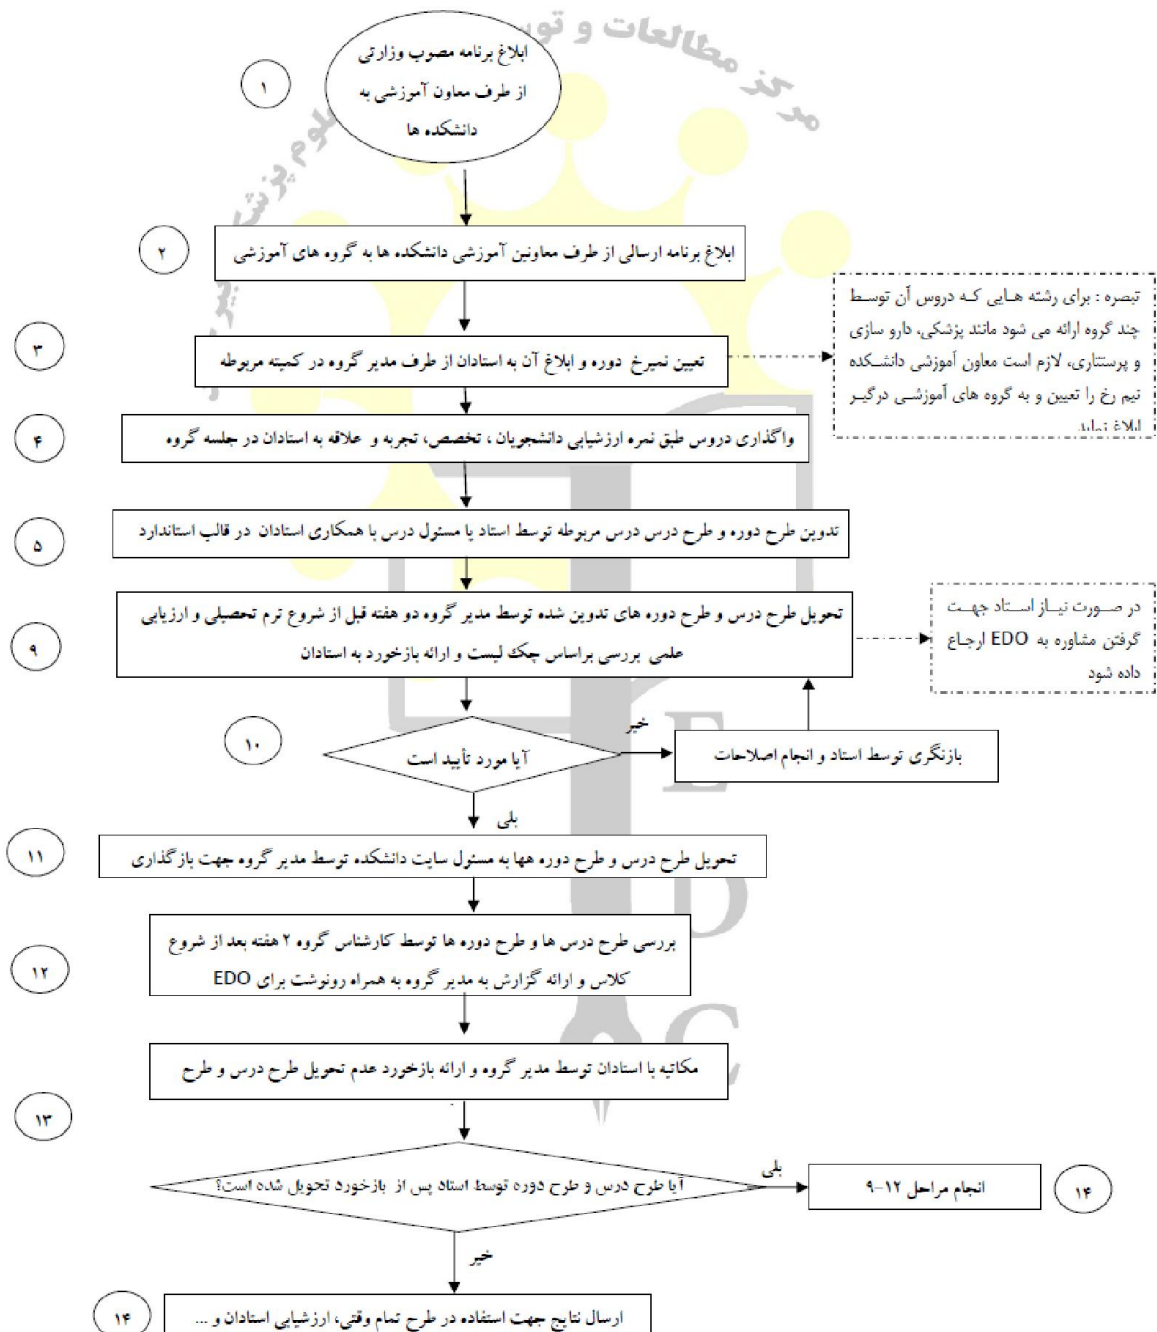 مرکز مطالعات و توس
علوم پزشک
بیر
ابلاغ برنامه مصوب وزارتی
از طرف معاون آموزشی به
دانشکده ها
۱
ابلاغ برنامه ارسالی از طرف معاونین آموزشی دانشکده ها به گروه های آموزشی
۲
تعیین نمیرخ دوره و ابلاغ آن به استادان از طرف مدیر گروه در کمیته مربوطه
۳
تبصره : برای رشته هایی که دروس آن توسط
چند گروه ارائه می شود مانند پزشکی، دارو سازی
و پرستتاری، لازم است معاون آموزشی دانشکده
نیم رخ را تعیین و به گروه های آموزشی درگیر
ابلاغ نماید
واگذاری دروس طبق نمره ارزشیابی دانشجویان ، تخصص، تجربه و علاقه به استادان در جلسه گروه
۴
تدوین طرح دوره و طرح درس درس مربوطه توسط استاد یا مسئول درس با همکاری استادان در قالب استاندارد
۵
تحویل طرح درس و طرح دوره های تدوین شده توسط مدیر گروه دو هفته قبل از شروع ترم تحصیلی و ارزیابی
علمی بررسی براساس چک لیست و ارائه بازخورد به استادان
۹
در صورت نیاز استاد جهت
گرفتن مشاوره به EDO ارجاع
داده شود
آیا مورد تأیید است
۱۰
خیر
بازنگری توسط استاد و انجام اصلاحات
بلی
E
D
C
تحویل طرح درس و طرح دوره هها به مسئول سایت دانشکده توسط مدیر گروه جهت بازگذاری
۱۱
بررسی طرح درس ها و طرح دوره ها توسط کارشناس گروه ۲ هفته بعد از شروع
کلاس و ارائه گزارش به مدیر گروه به همراه رونوشت برای EDO
۱۲
مکاتبه با استادان توسط مدیر گروه و ارائه بازخورد عدم تحویل طرح درس و طرح
۱۳
آیا طرح درس و طرح دوره توسط استاد پس از بازخورد تحویل شده است؟
بلی
انجام مراحل ۱۲-۹
۱۴
خیر
ارسال نتایج جهت استفاده در طرح تمام وقتی، ارزشیابی استادان و ...
۱۴